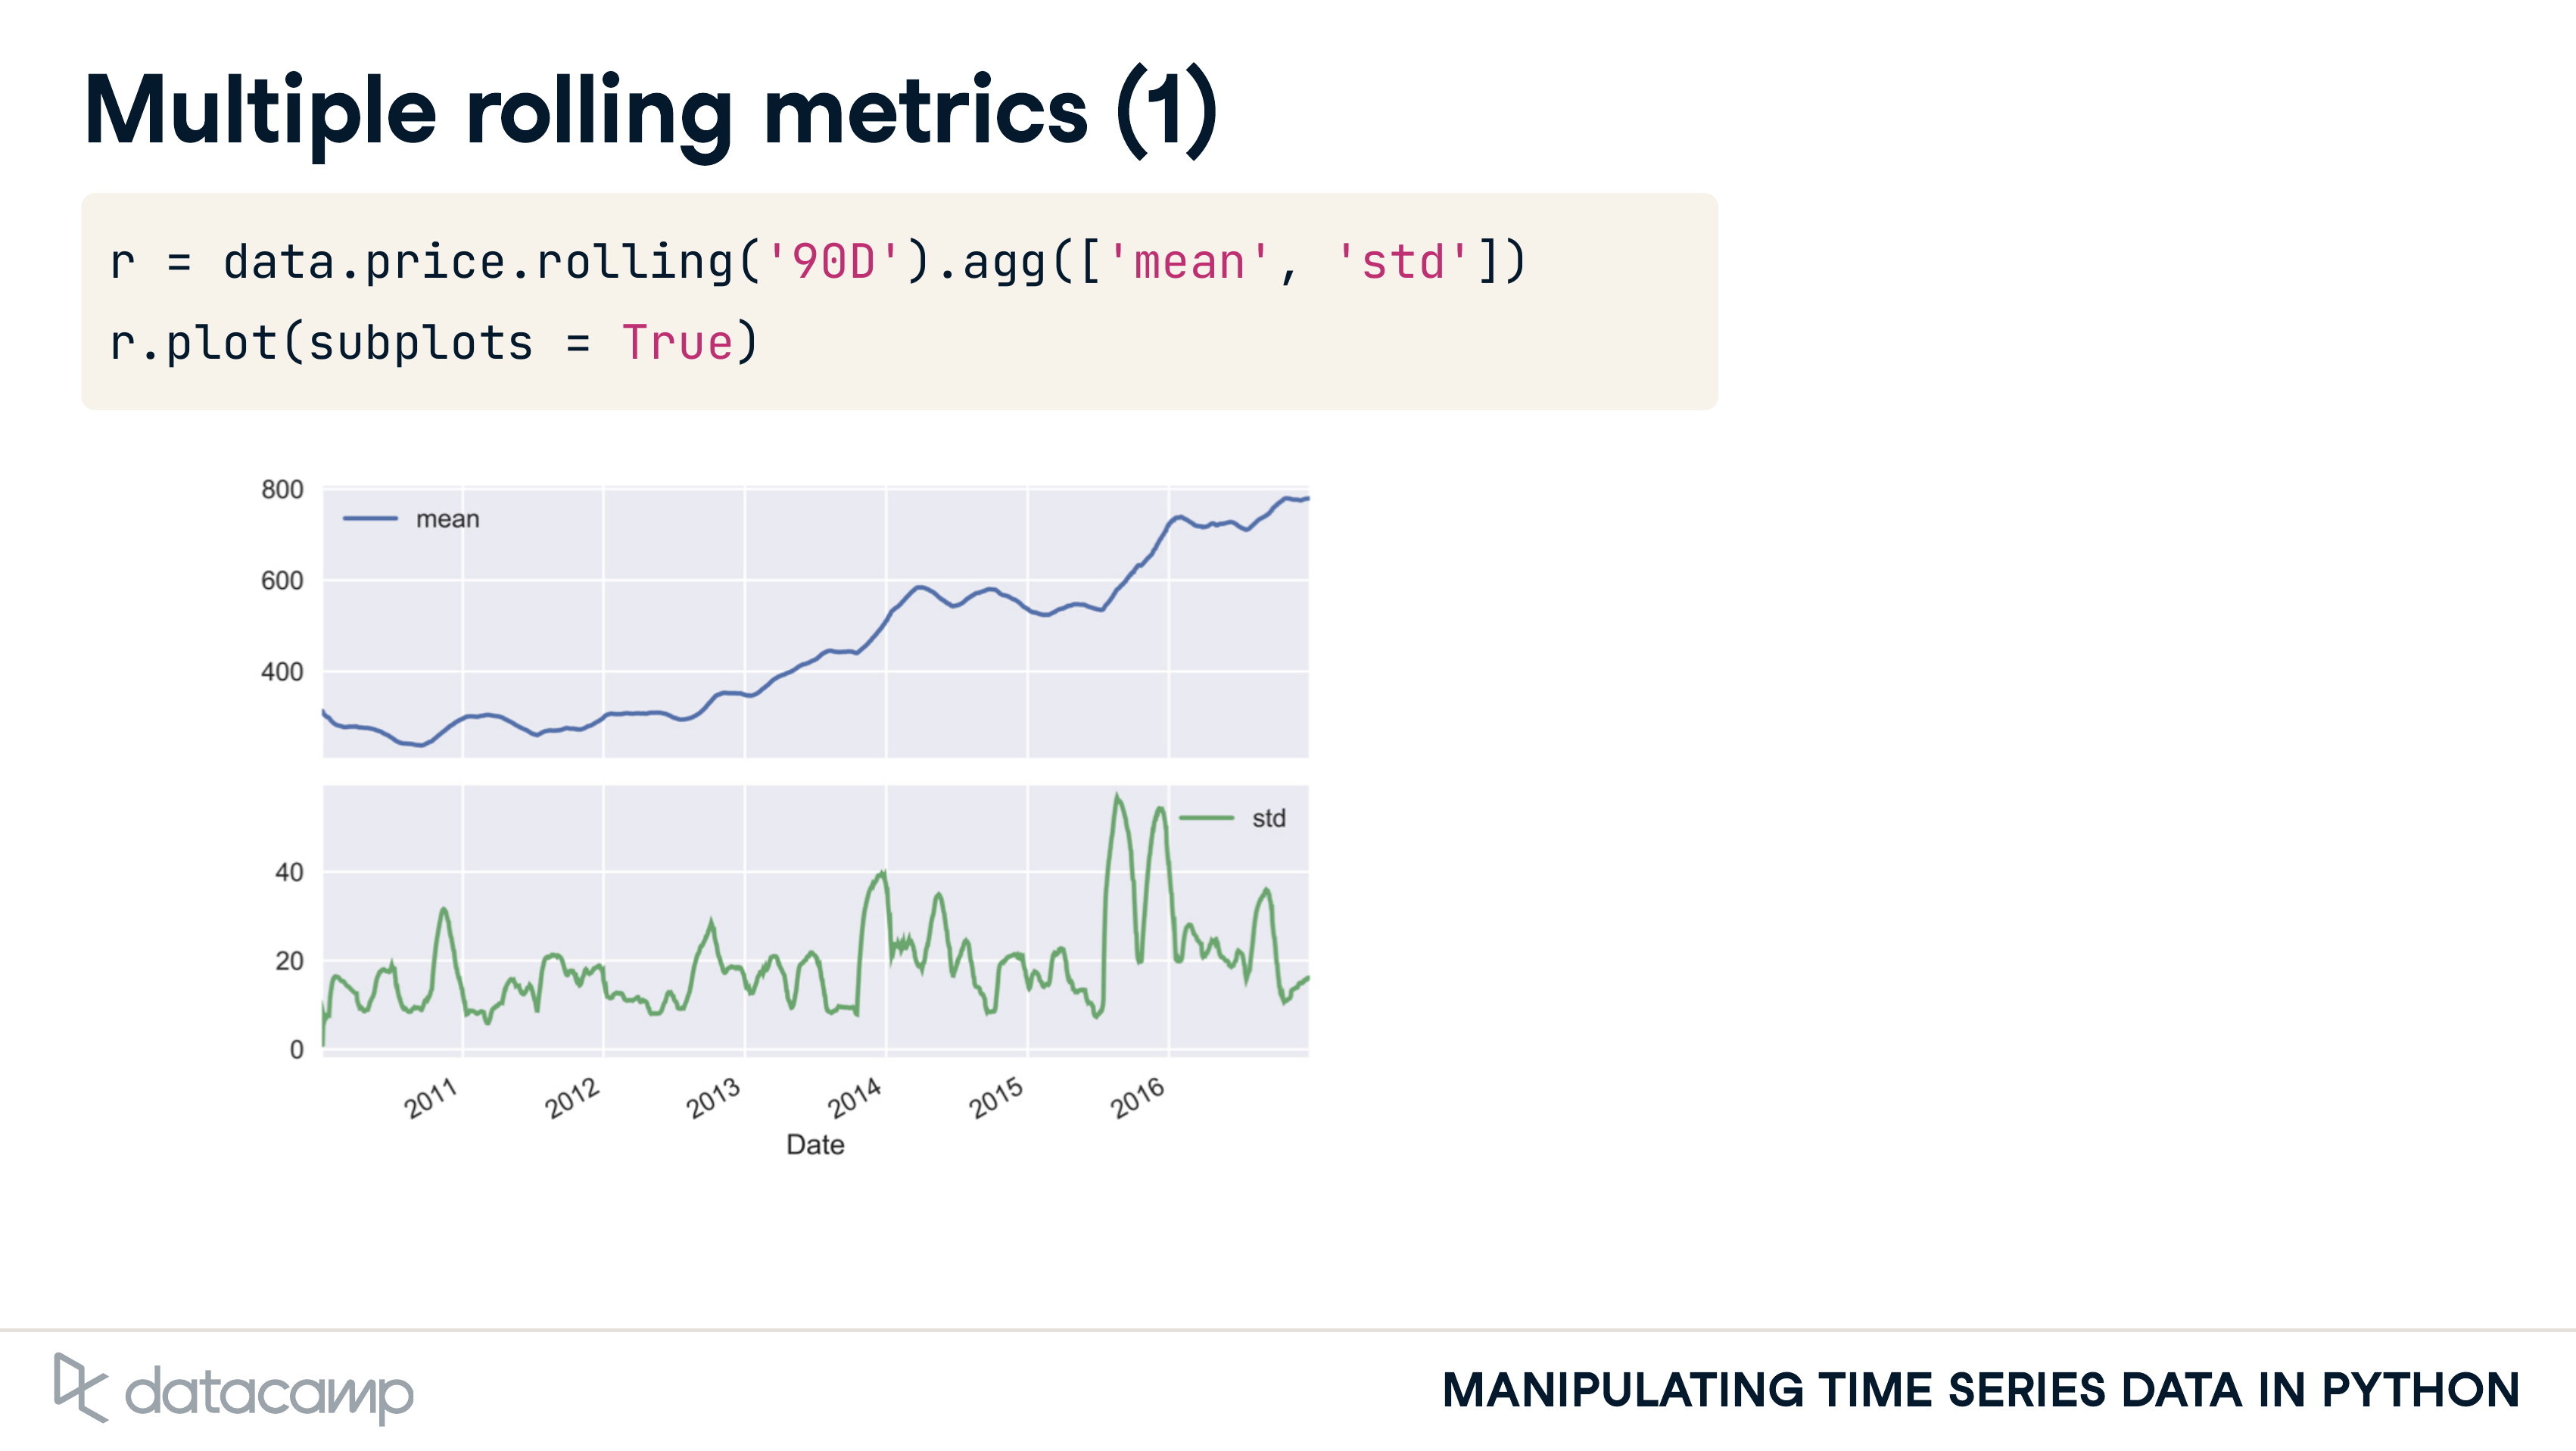 Multiple rolling metrics (1)
r = data.price.rolling('90D').agg(['mean', 'std'])
r.plot(subplots = True)
800
mean
600
400
std
40
20
0
2011 2012 2013 2014 2015 2016
Date
datacamp
MANIPULATING TIME SERIES DATA IN PYTHON